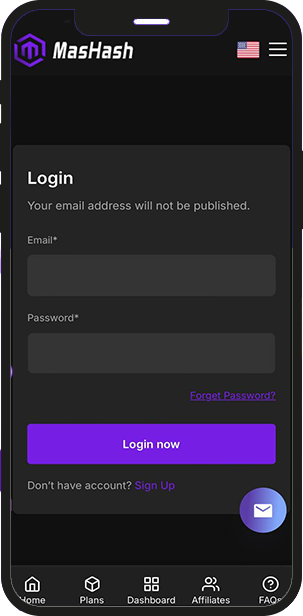 MasHash
Login
Your email address will not be published.
Email*
Password*
Forget Password?
Login now
Don't have account? Sign Up
Home Plans Dashboard Affiliates FAQs